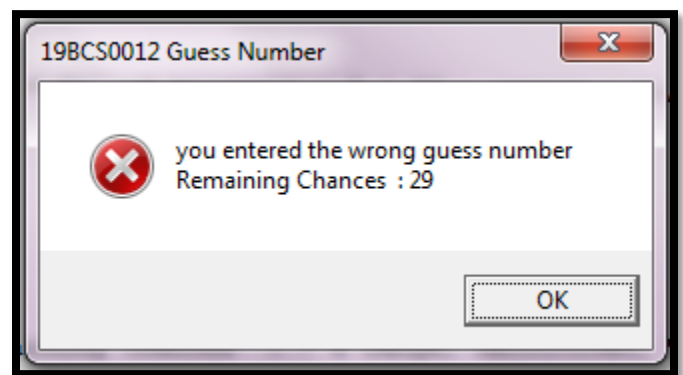 19BCS0012 Guess Number
you entered the wrong guess number
Remaining Chances : 29
OK